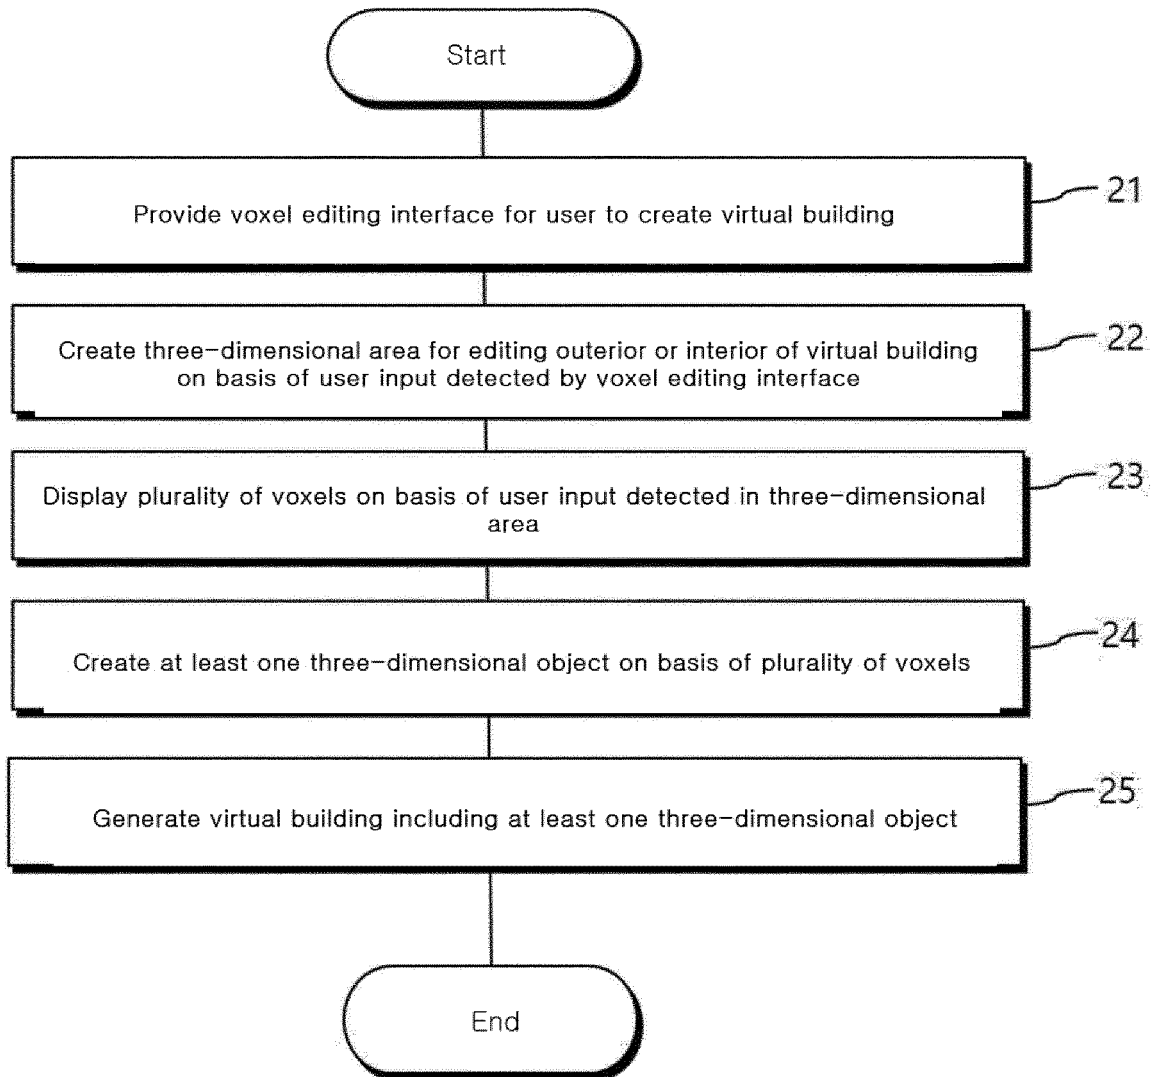 Start
Provide voxel editing interface for user to create virtual building
21
Create three-dimensional area for editing outerior or interior of virtual building
on basis of user input detected by voxel editing interface
22
Display plurality of voxels on basis of user input detected in three-dimensional
area
23
Create at least one three-dimensional object on basis of plurality of voxels
24
Generate virtual building including at least one three-dimensional object
25
End